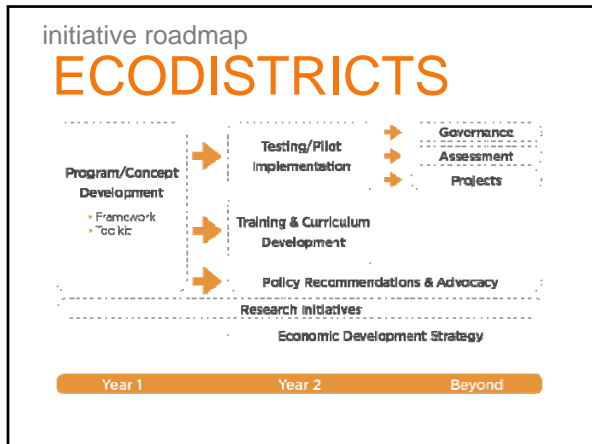 initiative roadmap
ECODISTRICTS
Program/Concept
Development
• Framework
• Toolkit
Testing/Pilot
Implementation
Governance
Assessment
Projects
Training & Curriculum
Development
Policy Recommendations & Advocacy
Research Initiatives
Economic Development Strategy
Year 1
Year 2
Beyond